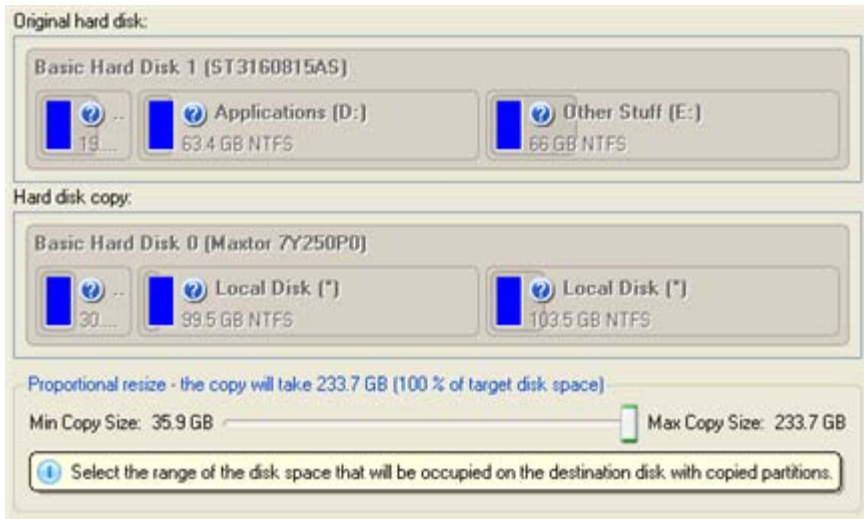 Original hard disk:
Basic Hard Disk 1 (ST3160815AS)
..
19....
Applications (D:)
63.4 GB NTFS
Other Stuff (E:)
66 GB NTFS
Hard disk copy:
Basic Hard Disk 0 (Maxtor 7Y250P0)
..
30....
Local Disk (*)
99.5 GB NTFS
Local Disk (*)
103.5 GB NTFS
Proportional resize - the copy will take 233.7 GB (100 % of target disk space)
Min Copy Size: 35.9 GB
Max Copy Size: 233.7 GB
Select the range of the disk space that will be occupied on the destination disk with copied partitions.